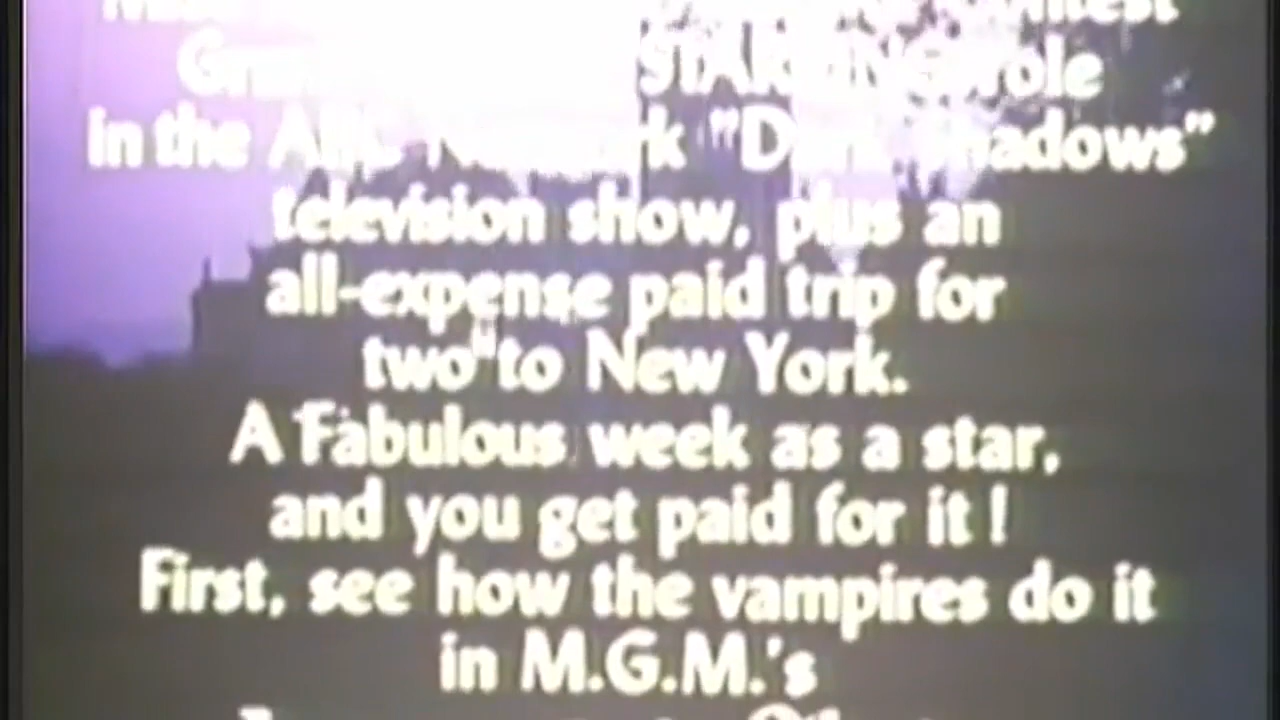 STARRING role
in the ABC Network "Dark Shadows"
television show, plus an
all-expense paid trip for
two to New York.
A Fabulous week as a star,
and you get paid for it !
First, see how the vampires do it
in M.G.M.'s